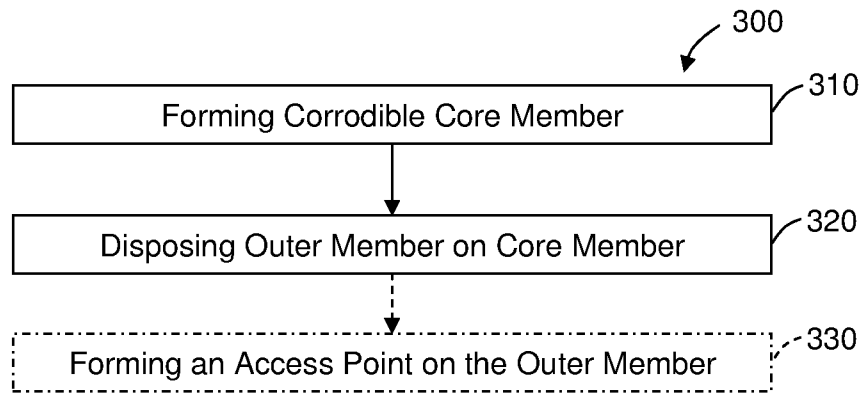 300
310
Forming Corrodible Core Member
320
Disposing Outer Member on Core Member
330
Forming an Access Point on the Outer Member